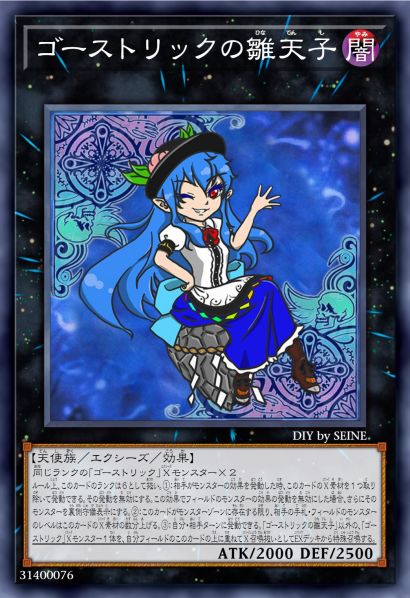 ゴーストリックの雛天子
闇
DIY by SEINE.
【天使族／エクシーズ／効果】
同じランクの「ゴーストリック」Xモンスター×2
ルール上、このカードのランクは6として扱い、①:相手がモンスターの効果を発動した時、このカードのX素材を1つ取り
除いて発動できる。その発動を無効にする。この効果でフィールドのモンスターの効果の発動を無効にした場合、さらにその
モンスターを裏側守備表示にする。②:このカードがモンスターゾーンに存在する限り、相手の手札・フィールドのモンスター
のレベルはこのカードのX素材の数分上げる。③:自分・相手ターンに発動できる。「ゴーストリックの雛天子」以外の、「ゴー
ストリック」Xモンスター1体を、自分フィールドのこのカードの上に重ねてX召喚扱いとしてEXデッキから特殊召喚する。
ATK/2000 DEF/2500
31400076